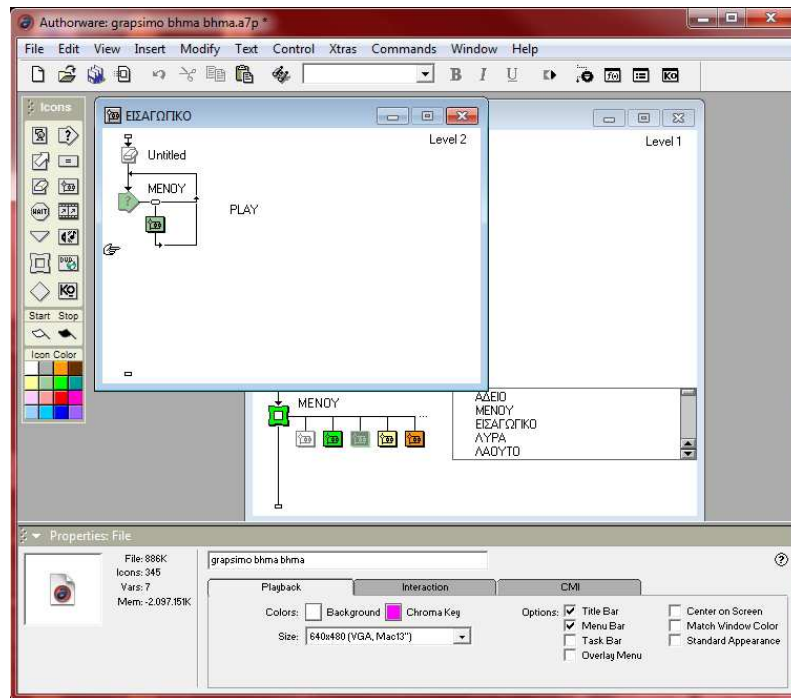 Authorware: grapsimo bhma bhma.a7p *
File Edit View Insert Modify Text Control Xtras Commands Window Help
B I U
Icons
ΕΙΣΑΓΩΓΙΚΟ
Level 2
Level 1
Untitled
ΜΕΝΟΥ
PLAY
WAIT
DVD
KO
Start Stop
Icon Color
ΜΕΝΟΥ
...
ΑΔΕΙΟ
ΜΕΝΟΥ
ΕΙΣΑΓΩΓΙΚΟ
ΛΥΡΑ
ΛΑΟΥΤΟ
Properties: File
File: 886K
Icons: 345
Vars: 7
Mem: -2.097.151K
grapsimo bhma bhma
Playback Interaction CMI
Colors: Background Chroma Key
Size: 640x480 (VGA, Mac13")
Options: Title Bar
Menu Bar
Task Bar
Overlay Menu
Center on Screen
Match Window Color
Standard Appearance